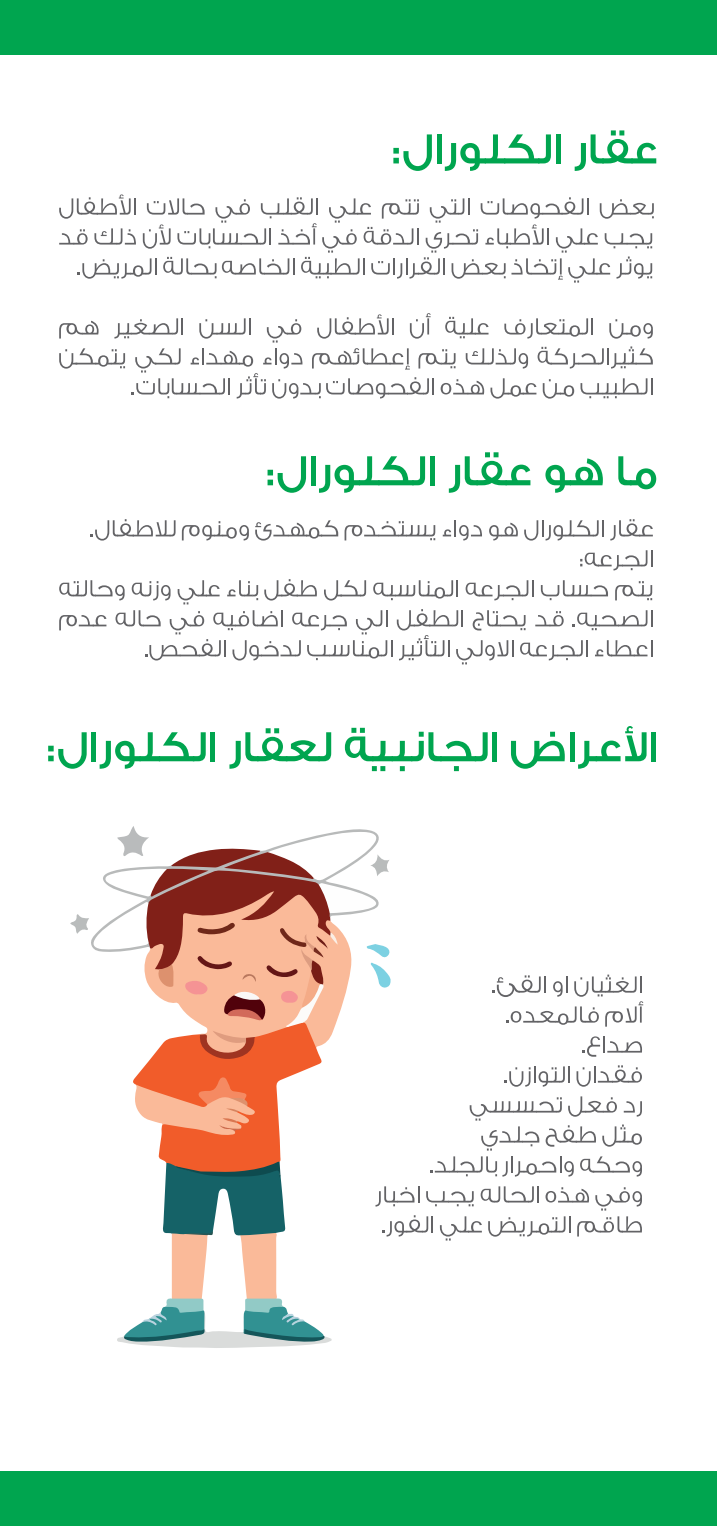 عقار الكلورال:
بعض الفحوصات التي تتم علي القلب في حالات الأطفال
يجب علي الأطباء تحري الدقة في أخذ الحسابات لأن ذلك قد
يوثر علي إتخاذ بعض القرارات الطبية الخاصه بحالة المريض.
ومن المتعارف علية أن الأطفال في السن الصغير هم
كثيرالحركة ولذلك يتم إعطائهم دواء مهداء لكي يتمكن
الطبيب من عمل هذه الفحوصات بدون تأثر الحسابات.
ما هو عقار الكلورال:
عقار الكلورال هو دواء يستخدم كمهدئ ومنوم للاطفال.
الجرعه:
يتم حساب الجرعه المناسبه لكل طفل بناء علي وزنه وحالته
الصحيه. قد يحتاج الطفل الي جرعه اضافيه في حاله عدم
اعطاء الجرعه الاولي التأثير المناسب لدخول الفحص.
الأعراض الجانبية لعقار الكلورال:
الغثيان او القئ.
ألام فالمعده.
صداع.
فقدان التوازن.
رد فعل تحسسي
مثل طفح جلدي
وحكه واحمرار بالجلد.
وفي هذه الحاله يجب اخبار
طاقم التمريض علي الفور.